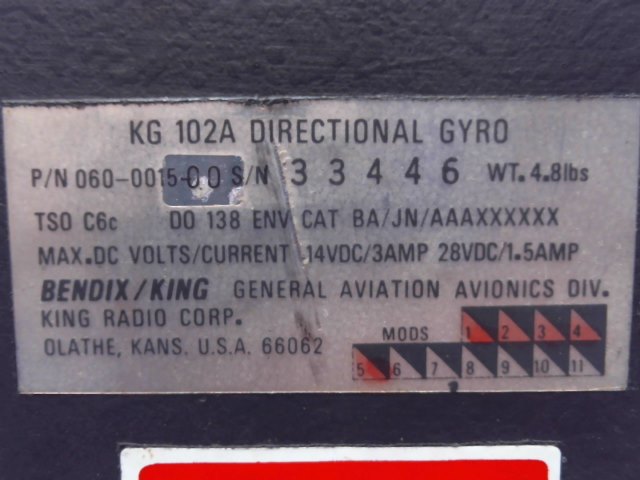 KG 102A DIRECTIONAL GYRO
P/N 060-0015-00 S/N 33446 WT. 4.8lbs
TSO C6c DO 138 ENV CAT BA/JN/AAAXXXXXX
MAX.DC VOLTS/CURRENT 14VDC/3AMP 28VDC/1.5AMP
BENDIX/KING GENERAL AVIATION AVIONICS DIV.
KING RADIO CORP.
OLATHE, KANS. U.S.A. 66062
MODS 1 2 3 4
5 6 7 8 9 10 11